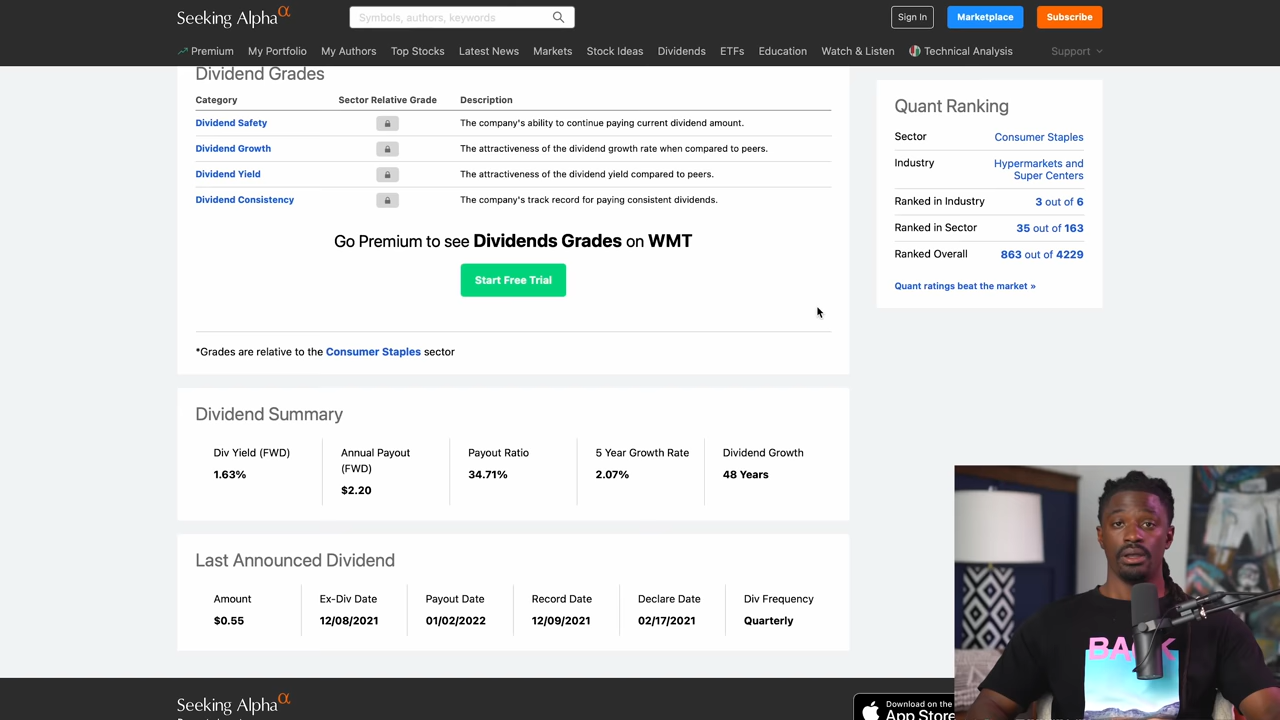 Seeking Alpha α
Symbols, authors, keywords
Sign In
Marketplace
Subscribe
Premium My Portfolio My Authors Top Stocks Latest News Markets Stock Ideas Dividends ETFs Education Watch & Listen Technical Analysis Support
Dividend Grades
Category Sector Relative Grade Description
Dividend Safety The company's ability to continue paying current dividend amount.
Dividend Growth The attractiveness of the dividend growth rate when compared to peers.
Dividend Yield The attractiveness of the dividend yield compared to peers.
Dividend Consistency The company's track record for paying consistent dividends.
Go Premium to see Dividends Grades on WMT
Start Free Trial
*Grades are relative to the Consumer Staples sector
Quant Ranking
Sector Consumer Staples
Industry Hypermarkets and
Super Centers
Ranked in Industry 3 out of 6
Ranked in Sector 35 out of 163
Ranked Overall 863 out of 4229
Quant ratings beat the market »
Dividend Summary
Div Yield (FWD) Annual Payout Payout Ratio 5 Year Growth Rate Dividend Growth
(FWD)
1.63% 34.71% 2.07% 48 Years
$2.20
Last Announced Dividend
Amount Ex-Div Date Payout Date Record Date Declare Date Div Frequency
$0.55 12/08/2021 01/02/2022 12/09/2021 02/17/2021 Quarterly
Seeking Alpha α
Download on the
App Store